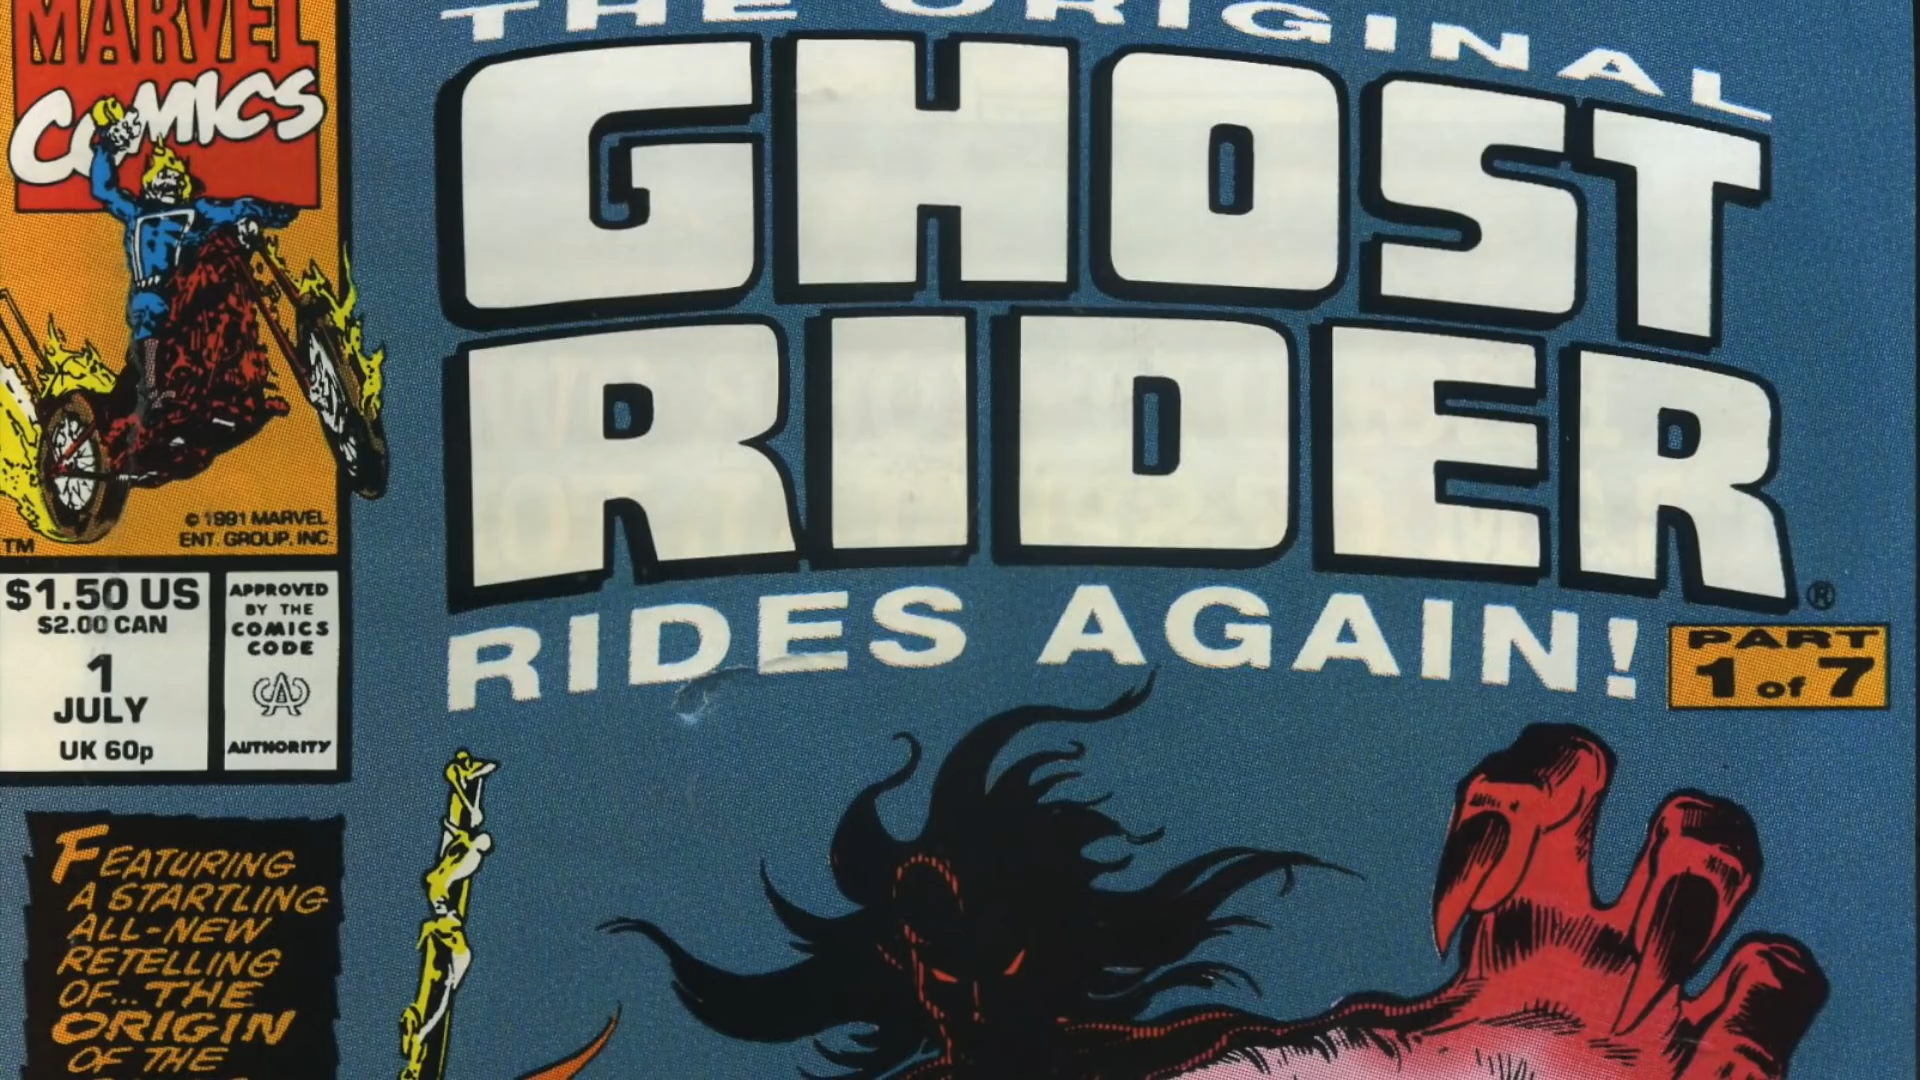 MARVEL
COMICS
© 1991 MARVEL
ENT. GROUP, INC.
TM
$1.50 US
$2.00 CAN
1
JULY
UK 60p
APPROVED
BY THE
COMICS
CODE
CA
AUTHORITY
THE ORIGINAL
GHOST
RIDER
®
RIDES AGAIN!
PART
1 of 7
FEATURING
A STARTLING
ALL-NEW
RETELLING
OF... THE
ORIGIN
OF THE